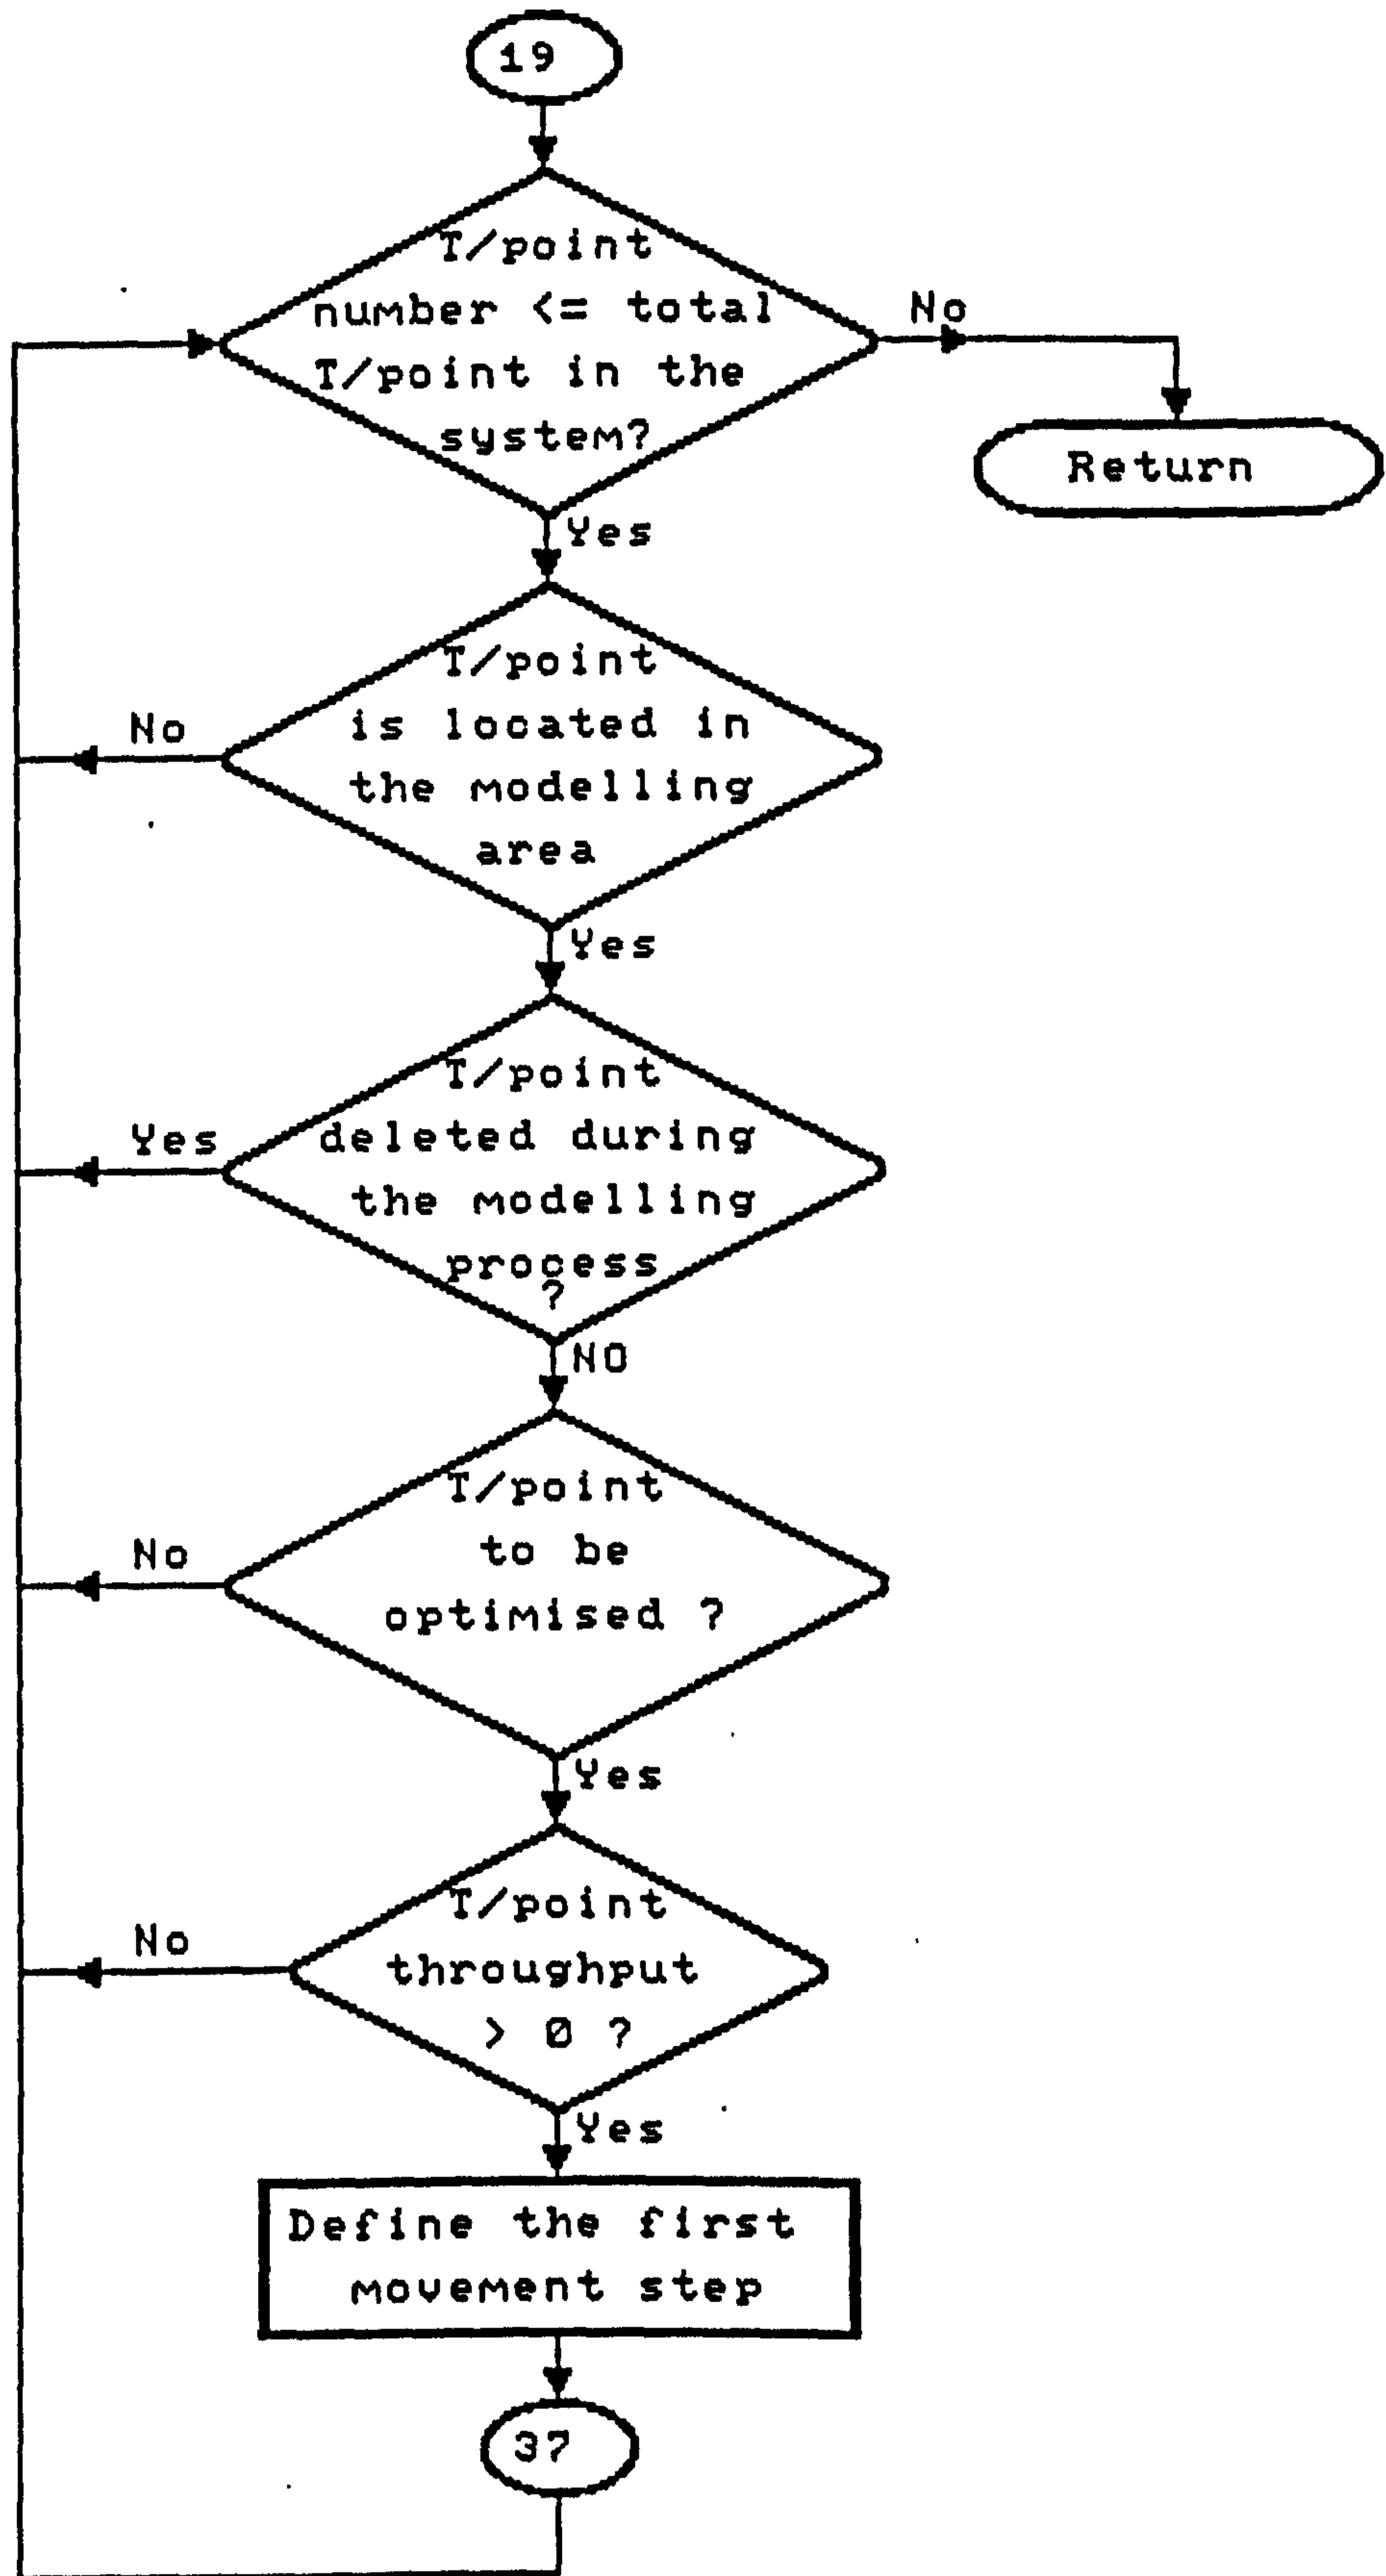 19
T/point
number <= total
T/point in the
system?
No
Return
Yes
T/point
is located in
the modelling
area
No
Yes
T/point
deleted during
the modelling
process
?
Yes
NO
T/point
to be
optimised ?
No
Yes
T/point
throughput
> 0 ?
No
Yes
Define the first
movement step
37